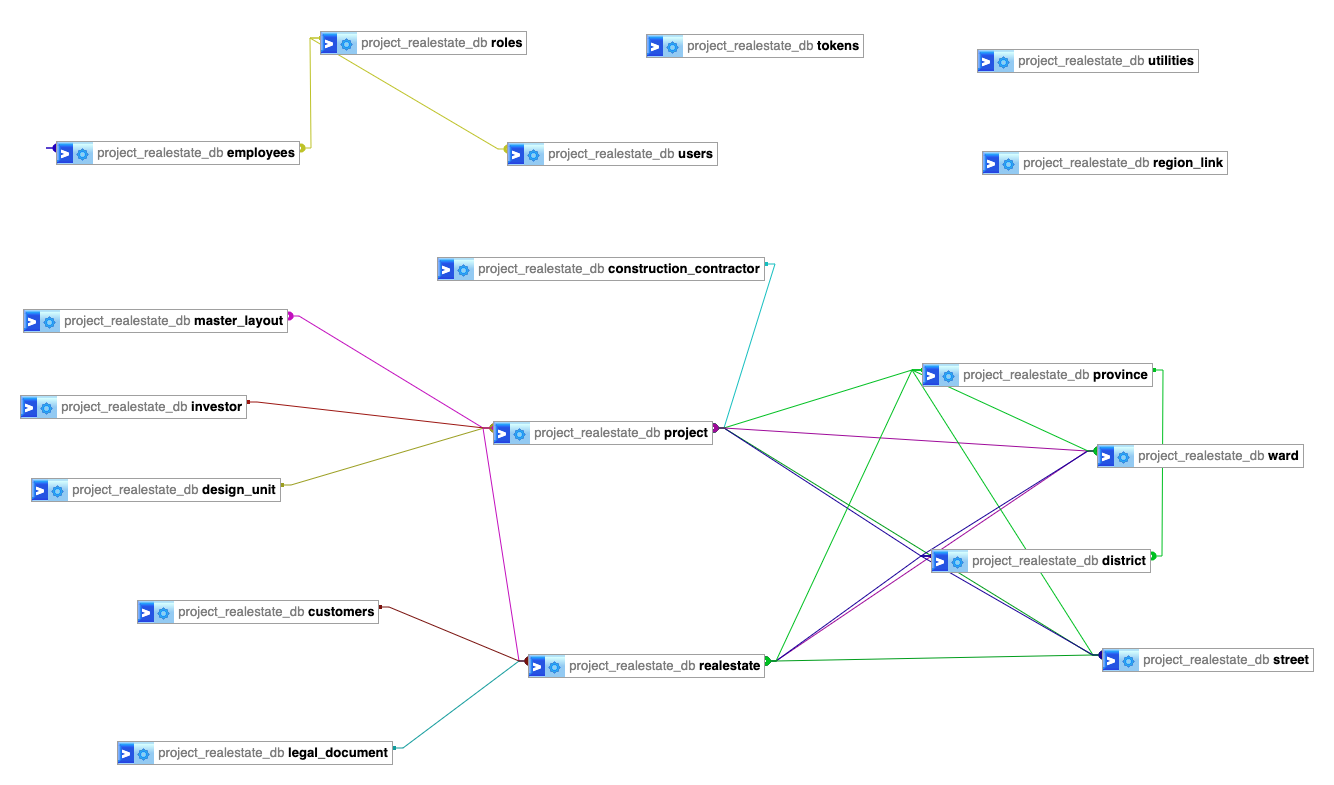 project_realestate_db roles
project_realestate_db tokens
project_realestate_db utilities
project_realestate_db employees
project_realestate_db users
project_realestate_db region_link
project_realestate_db construction_contractor
project_realestate_db master_layout
project_realestate_db province
project_realestate_db investor
project_realestate_db project
project_realestate_db ward
project_realestate_db design_unit
project_realestate_db district
project_realestate_db customers
project_realestate_db realestate
project_realestate_db street
project_realestate_db legal_document